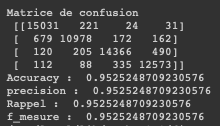 Matrice de confusion
[[15031 221 24 31]
[ 679 10978 172 162]
[ 120 205 14366 490]
[ 112 88 335 12573]]
Accuracy : 0.9525248709230576
precision : 0.9525248709230576
Rappel : 0.9525248709230576
f_mesure : 0.9525248709230576